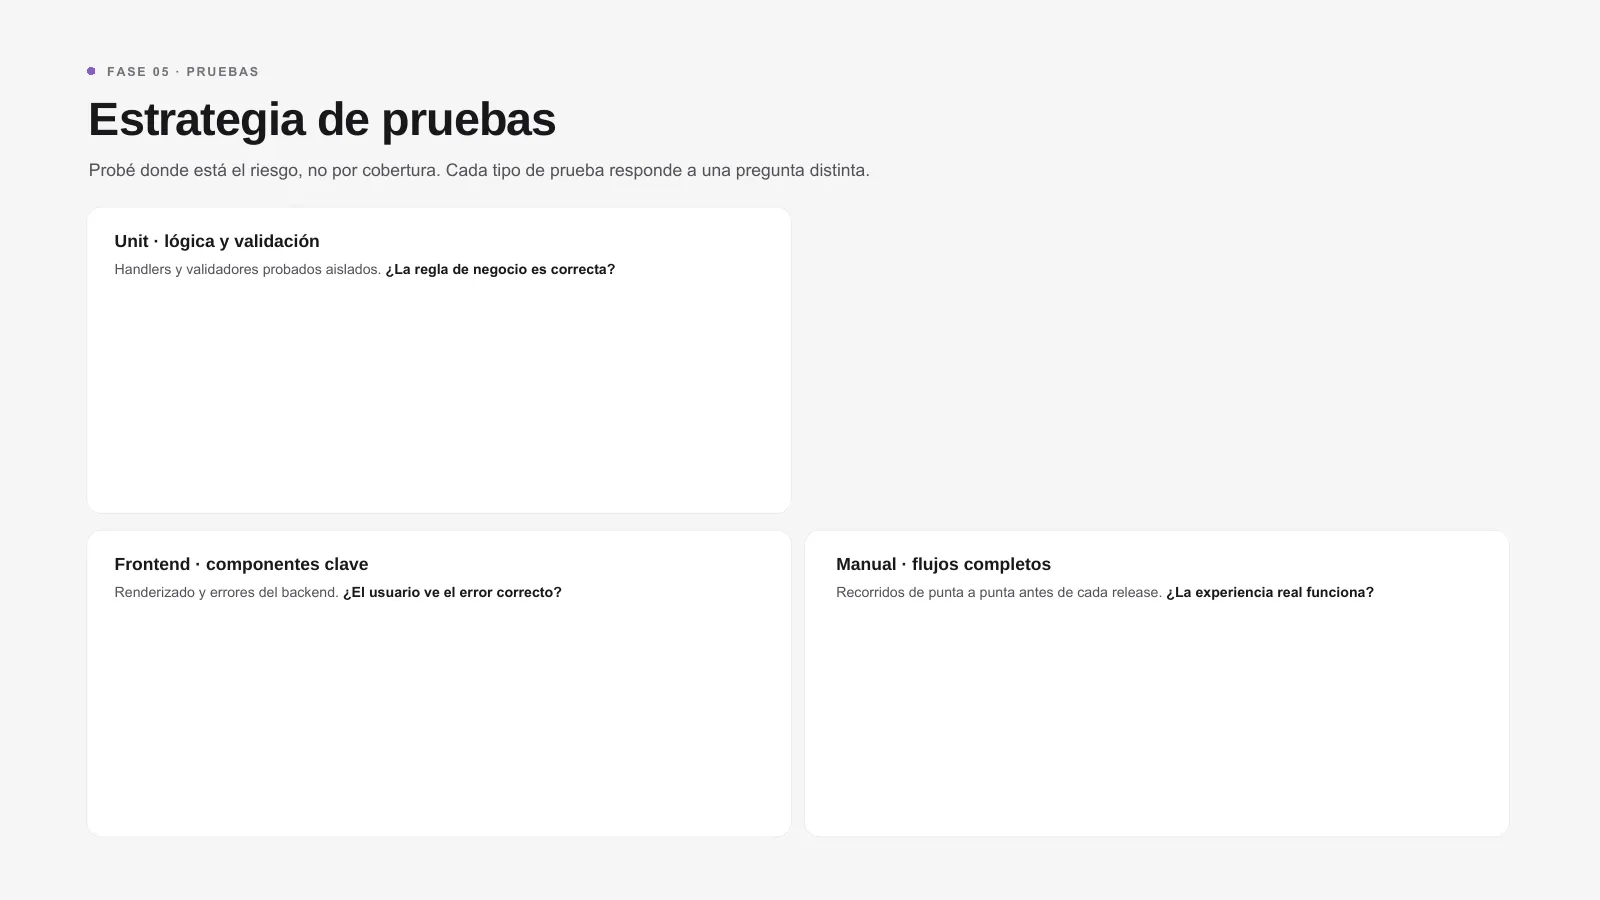 FASE 05 · PRUEBAS
Estrategia de pruebas
Probé donde está el riesgo, no por cobertura. Cada tipo de prueba responde a una pregunta distinta.
Unit · lógica y validación
Handlers y validadores probados aislados. ¿La regla de negocio es correcta?
Frontend · componentes clave
Renderizado y errores del backend. ¿El usuario ve el error correcto?
Manual · flujos completos
Recorridos de punta a punta antes de cada release. ¿La experiencia real funciona?